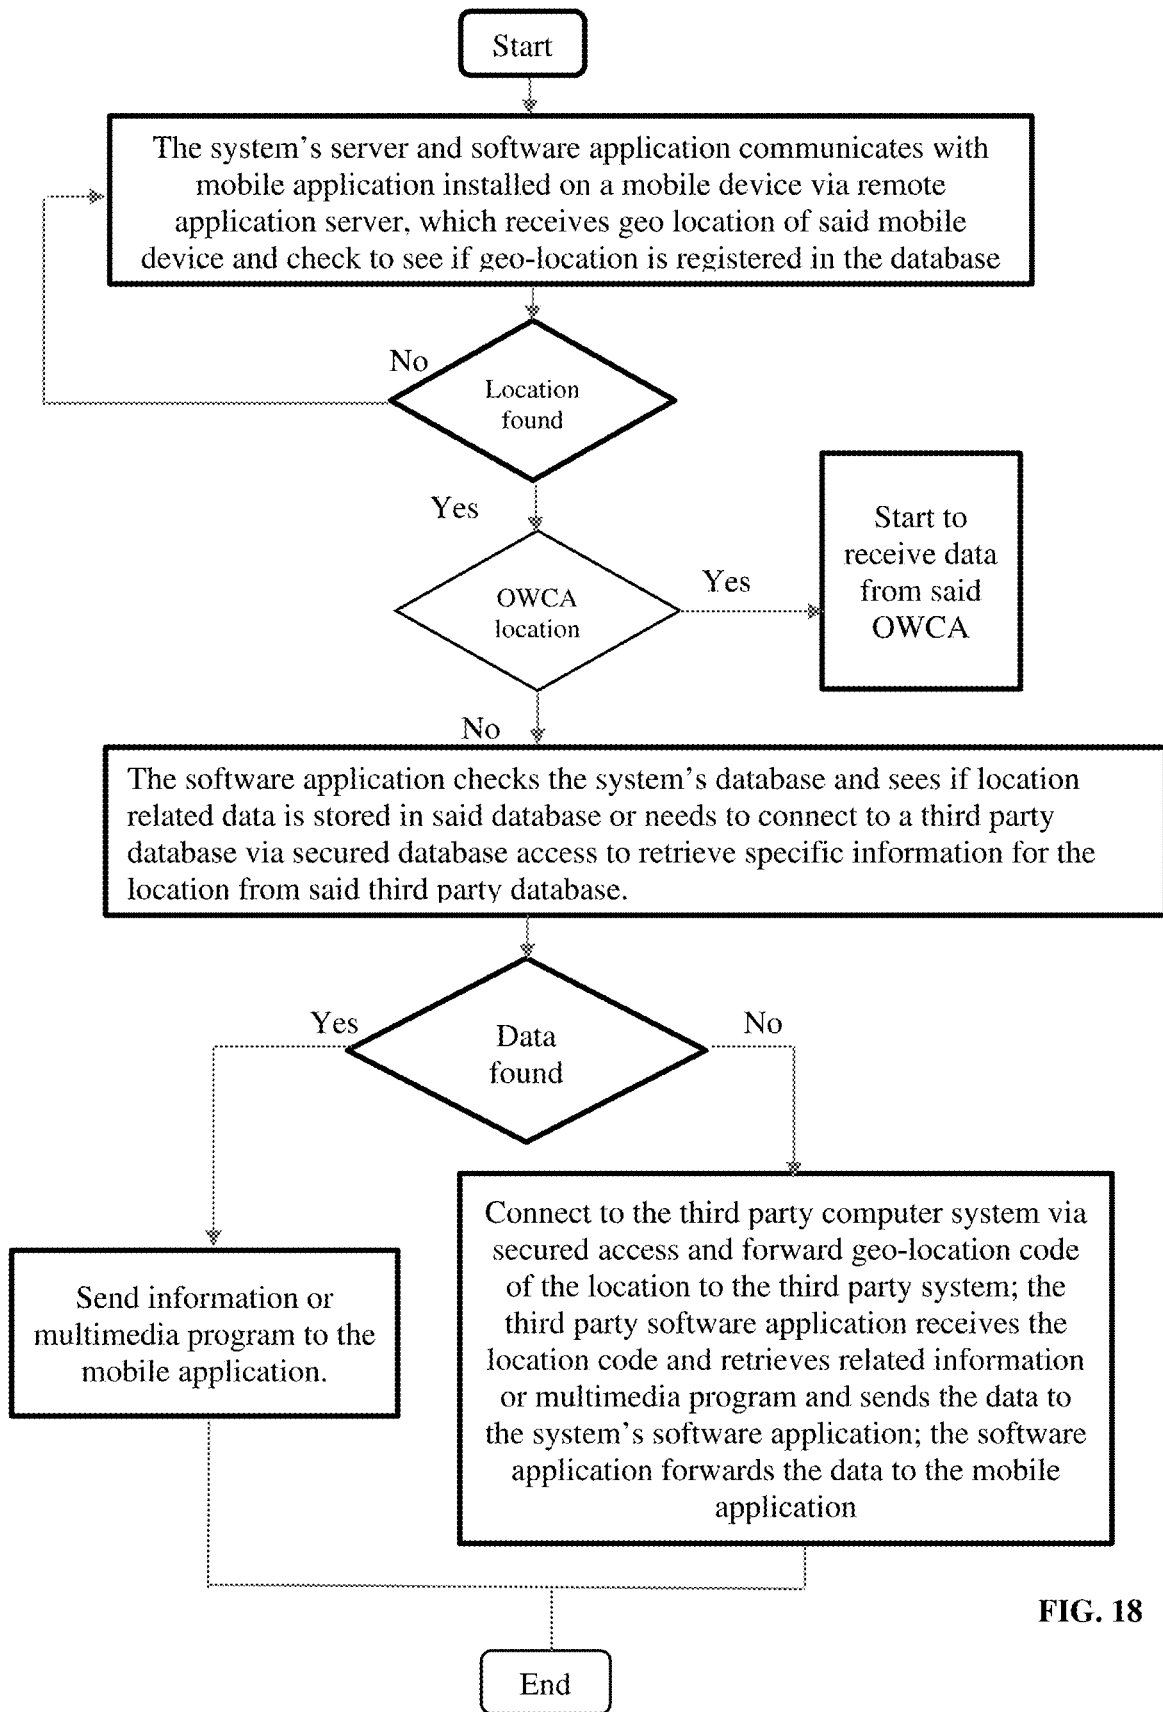 Start
The system's server and software application communicates with
mobile application installed on a mobile device via remote
application server, which receives geo location of said mobile
device and check to see if geo-location is registered in the database
No
Location
found
Yes
OWCA
location
Yes
Start to
receive data
from said
OWCA
No
The software application checks the system's database and sees if location
related data is stored in said database or needs to connect to a third party
database via secured database access to retrieve specific information for the
location from said third party database.
Yes
Data
found
No
Send information or
multimedia program to the
mobile application.
Connect to the third party computer system via
secured access and forward geo-location code
of the location to the third party system; the
third party software application receives the
location code and retrieves related information
or multimedia program and sends the data to
the system's software application; the software
application forwards the data to the mobile
application
FIG. 18
End